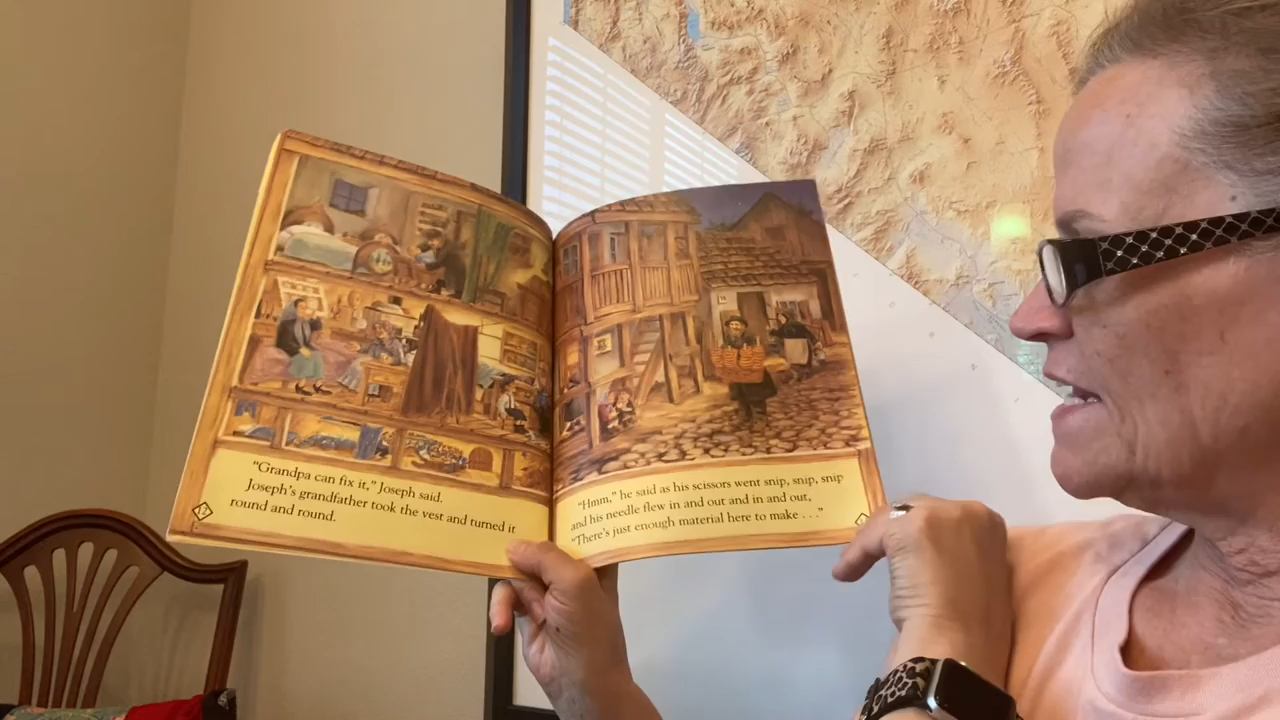 "Grandpa can fix it," Joseph said.
Joseph's grandfather took the vest and turned it
round and round.
12
"Hmm," he said as his scissors went snip, snip, snip
and his needle flew in and out and in and out,
"There's just enough material here to make . . ."